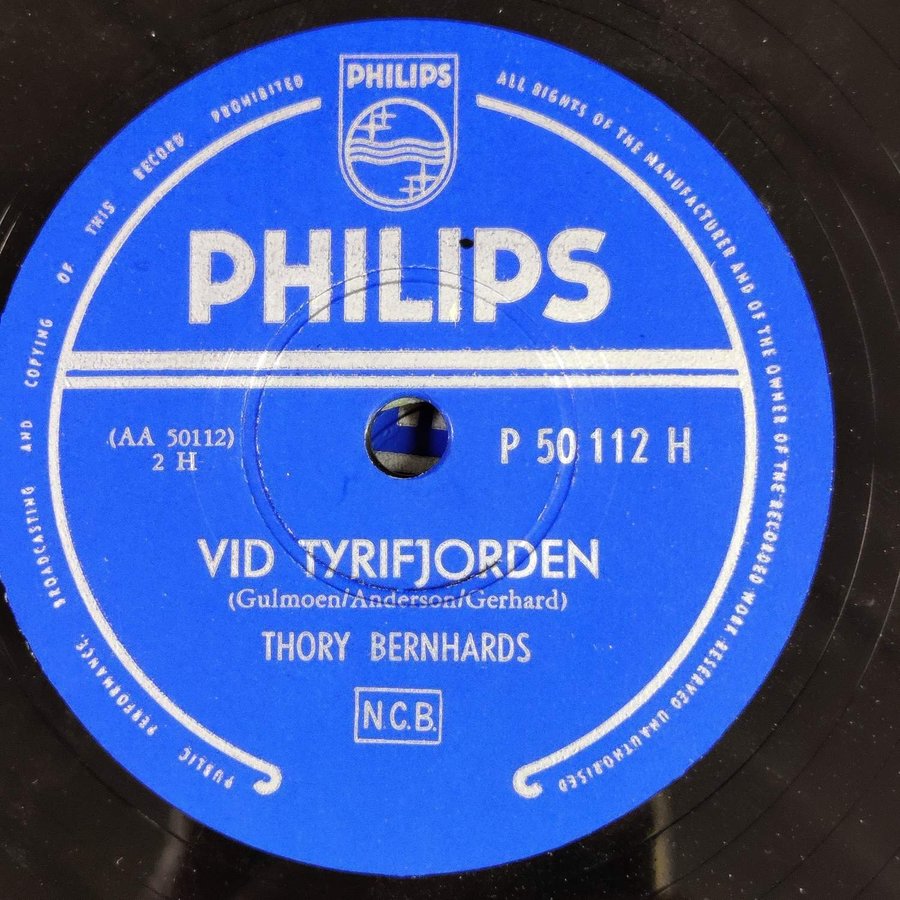 PHILIPS
PHILIPS
(AA 50112)
2 H
P 50 112 H
VID TYRIFJORDEN
(Gulmoen/Anderson/Gerhard)
THORY BERNHARDS
N.C.B.
ALL RIGHTS OF THE MANUFACTURER AND OF THE OWNER OF THE RECORDED WORK RESERVED UNAUTHORISED
PUBLIC PERFORMANCE BROADCASTING AND COPYING OF THIS RECORD PROHIBITED